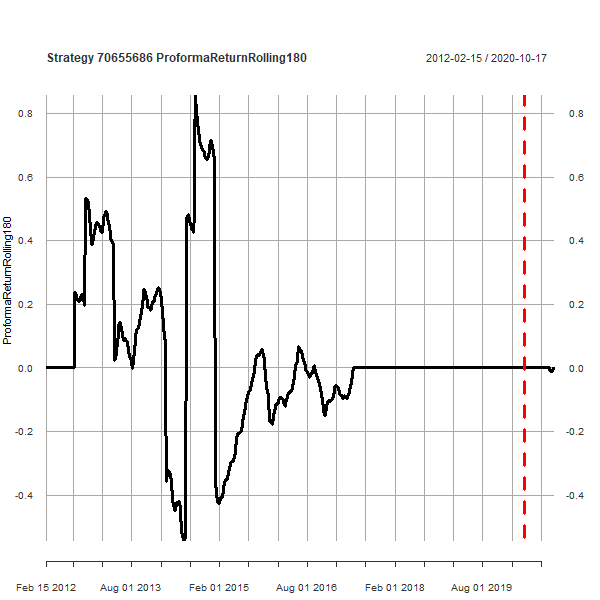 Strategy 70655686 ProformaReturnRolling180 2012-02-15 / 2020-10-17
ProformaReturnRolling180
0.8 0.8
0.6 0.6
0.4 0.4
0.2 0.2
0.0 0.0
-0.2 -0.2
-0.4 -0.4
Feb 15 2012 Aug 01 2013 Feb 01 2015 Aug 01 2016 Feb 01 2018 Aug 01 2019